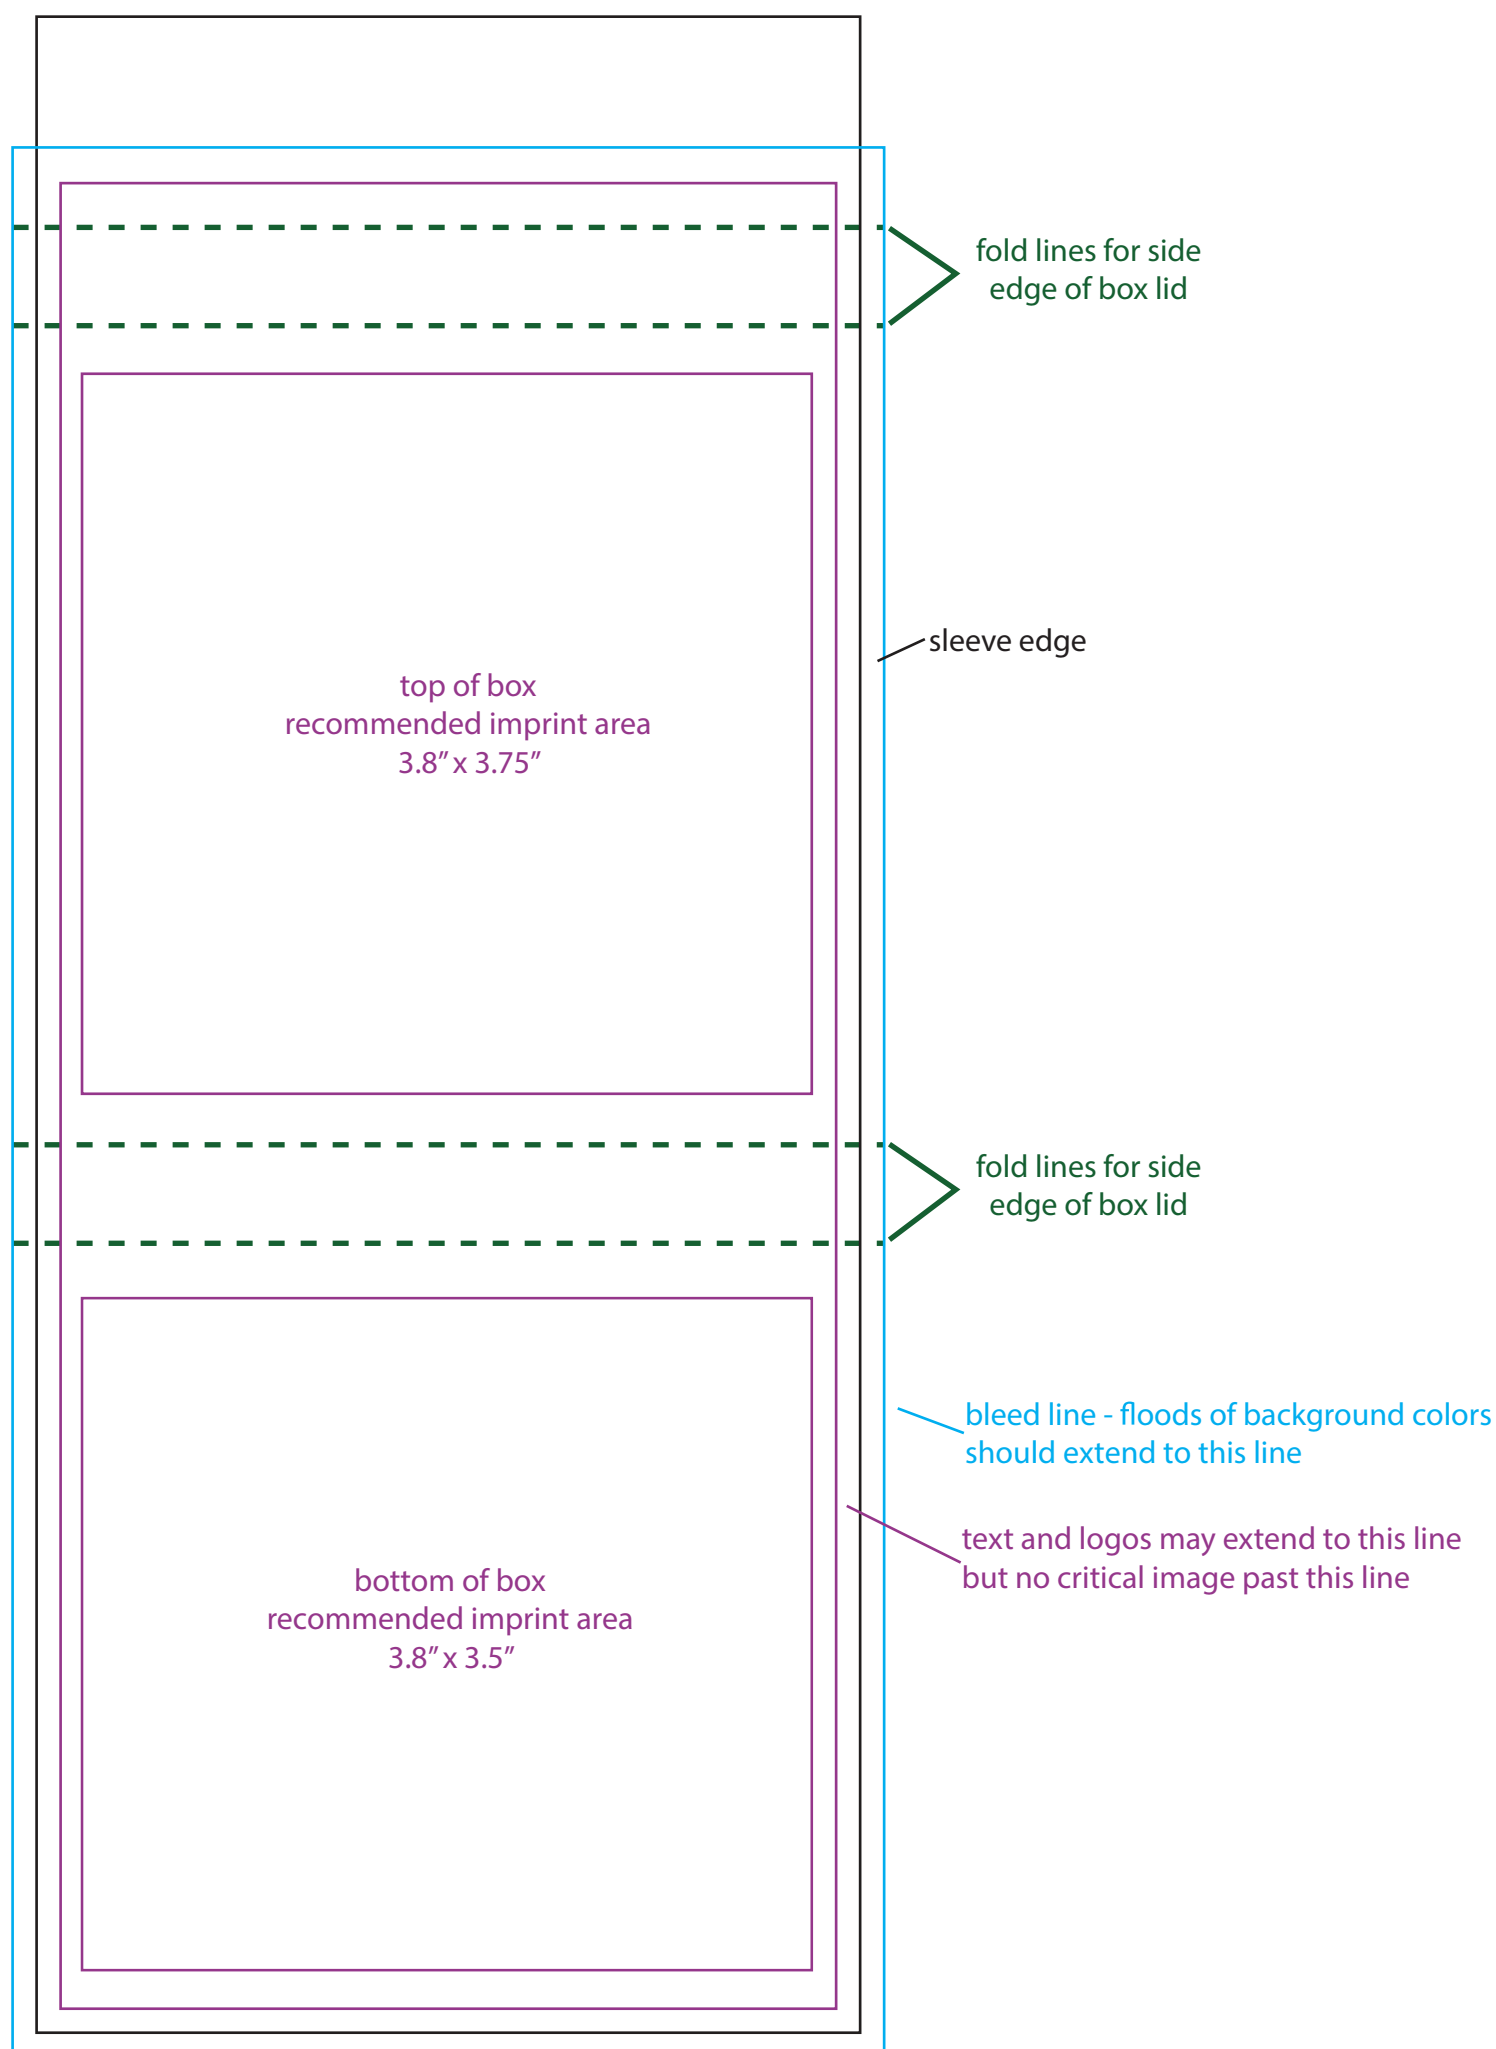 fold lines for side
edge of box lid
sleeve edge
top of box
recommended imprint area
3.8” x 3.75”
fold lines for side
edge of box lid
bleed line - floods of background colors
should extend to this line
text and logos may extend to this line
but no critical image past this line
bottom of box
recommended imprint area
3.8” x 3.5”